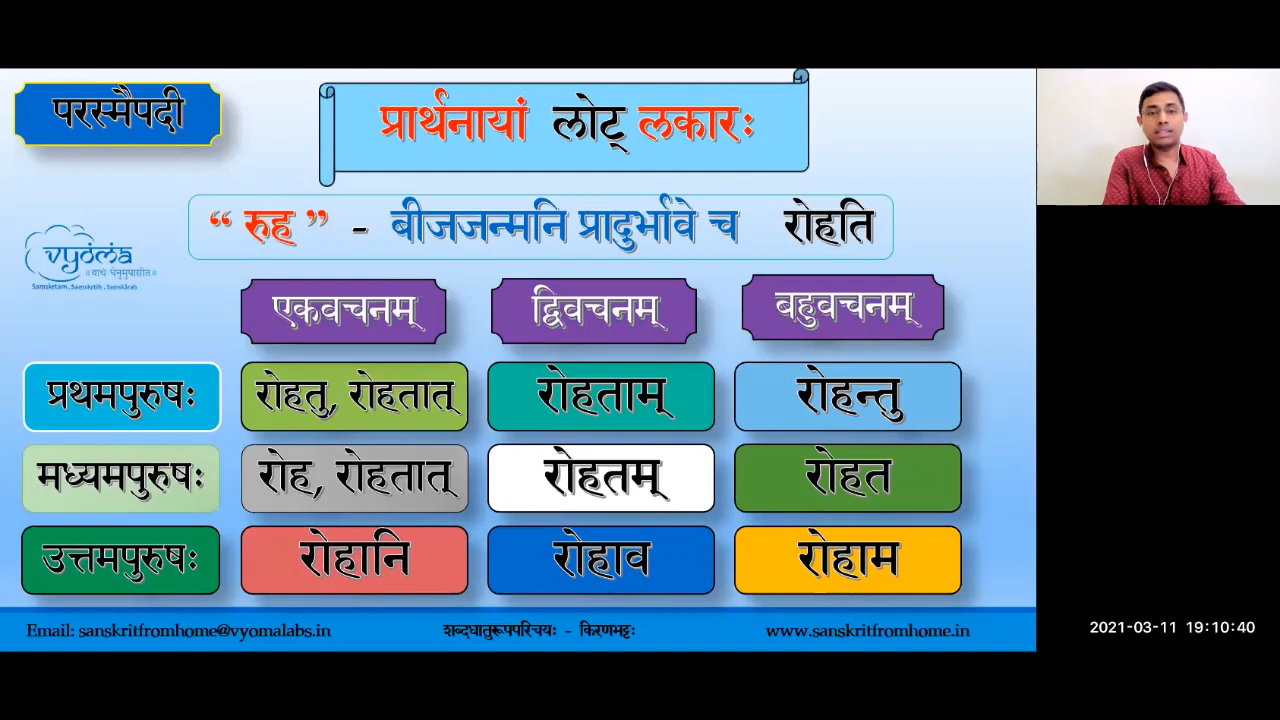 परस्मैपदी
प्रार्थनायां लोट् लकारः
“ रुह ” - बीजजन्मनि प्रादुर्भावे च रोहति
vyoma
॥ वाचं धेनुमुपासीत ॥
Samskrtam . Samskrtih . Samskārah
एकवचनम् द्विवचनम् बहुवचनम्
प्रथमपुरुषः रोहतु, रोहतात् रोहताम् रोहन्तु
मध्यमपुरुषः रोह, रोहतात् रोहतम् रोहत
उत्तमपुरुषः रोहानि रोहाव रोहाम
Email: sanskritfromhome@vyomalabs.in शब्दधातुरूपपरिचयः - किरणभट्टः www.sanskritfromhome.in
2021-03-11 19:10:40